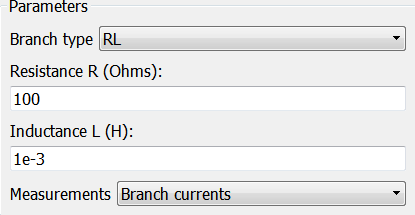 Parameters
Branch type RL
Resistance R (Ohms):
100
Inductance L (H):
1e-3
Measurements Branch currents